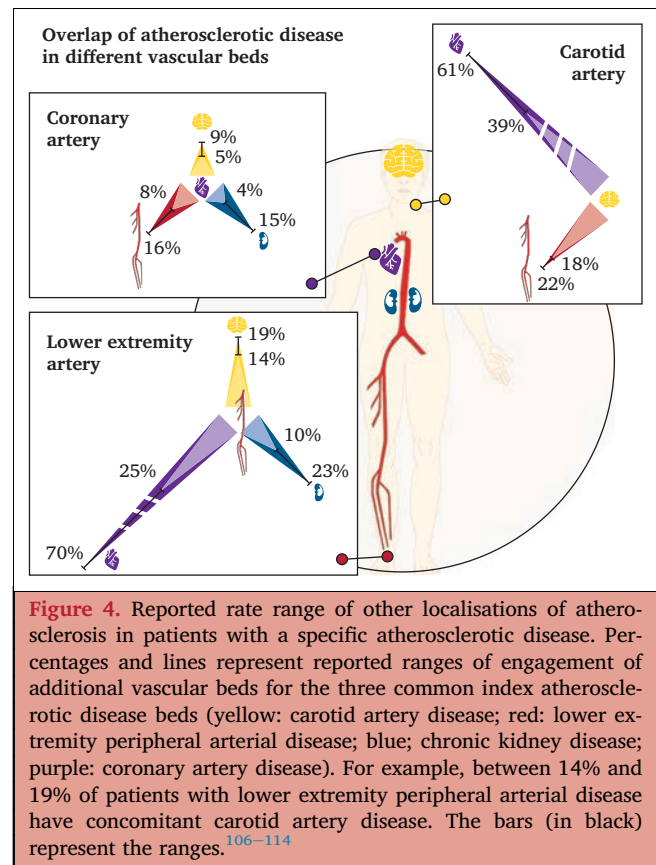 Overlap of atherosclerotic disease
in different vascular beds
Carotid
artery
61%
39%
18%
22%
Coronary
artery
9%
5%
8%
4%
16%
15%
Lower extremity
artery
19%
14%
10%
25%
23%
70%
Figure 4. Reported rate range of other localisations of athero-
sclerosis in patients with a specific atherosclerotic disease. Per-
centages and lines represent reported ranges of engagement of
additional vascular beds for the three common index atheroscle-
rotic disease beds (yellow: carotid artery disease; red: lower ex-
tremity peripheral arterial disease; blue; chronic kidney disease;
purple: coronary artery disease). For example, between 14% and
19% of patients with lower extremity peripheral arterial disease
have concomitant carotid artery disease. The bars (in black)
represent the ranges.106–114